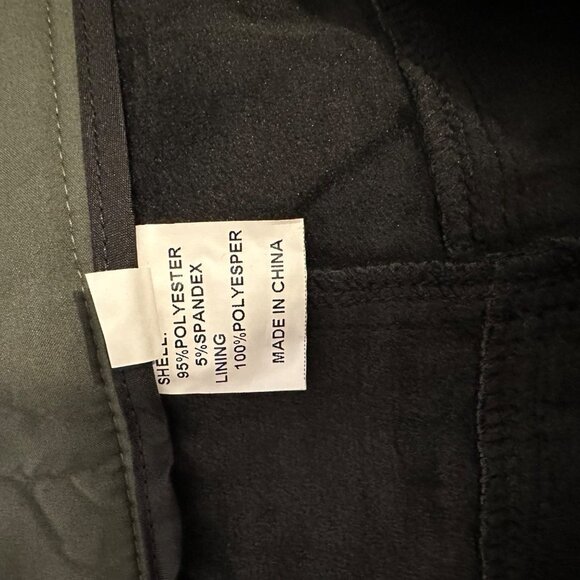 SHELL:
95%POLYESTER
5%SPANDEX
LINING
100%POLYESPER
MADE IN CHINA